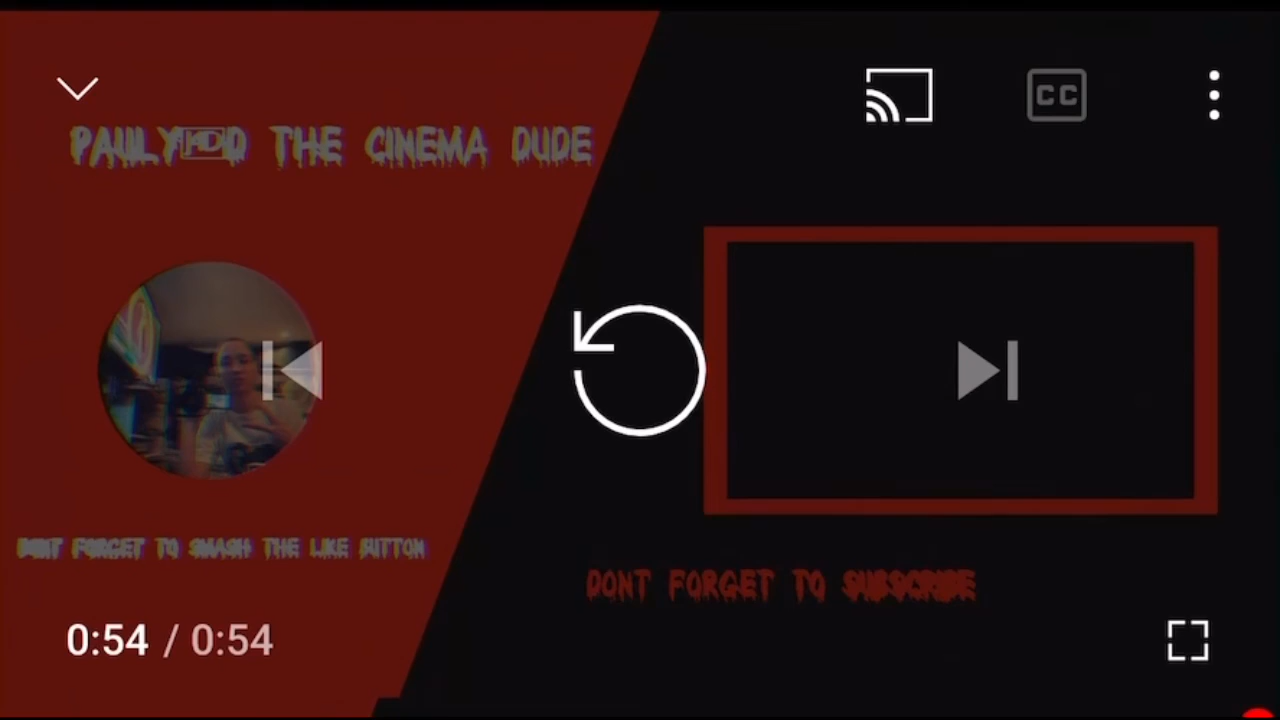 CC
PAULY HD D THE CINEMA DUDE
DONT FORGET TO SMASH THE LIKE BUTTON
DONT FORGET TO SUBSCRIBE
0:54 / 0:54